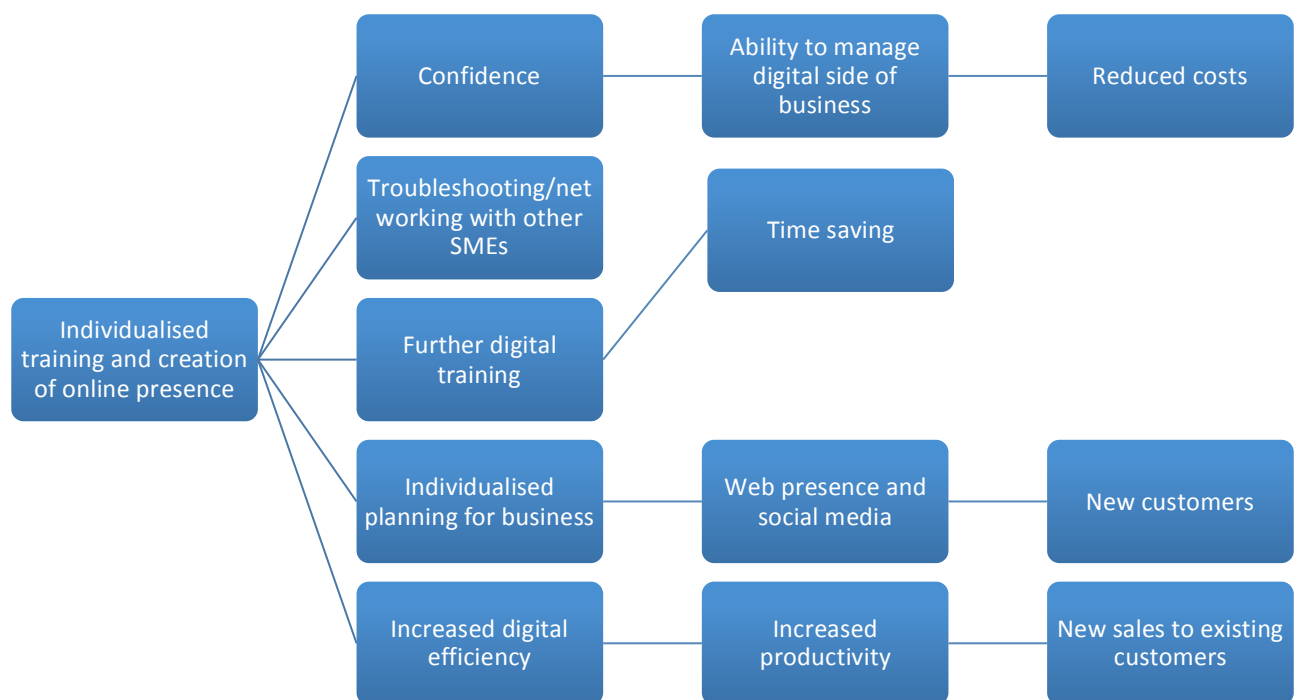 Confidence
Ability to manage
digital side of
business
Reduced costs
Troubleshooting/net
working with other
SMEs
Time saving
Individualised
training and creation
of online presence
Further digital
training
Individualised
planning for business
Web presence and
social media
New customers
Increased digital
efficiency
Increased
productivity
New sales to existing
customers